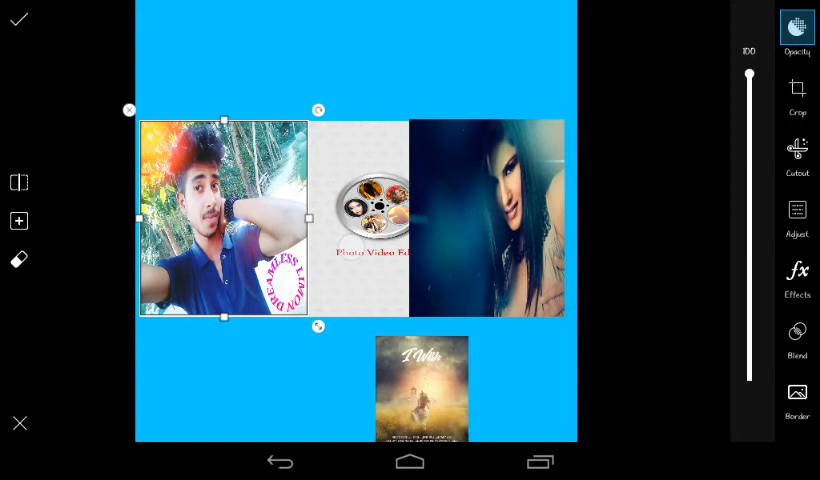 100
Opacity
Crop
Cutout
Adjust
fx
Effects
Blend
Border
DREAMLESS LIMON
Photo Video Ed
I Wish